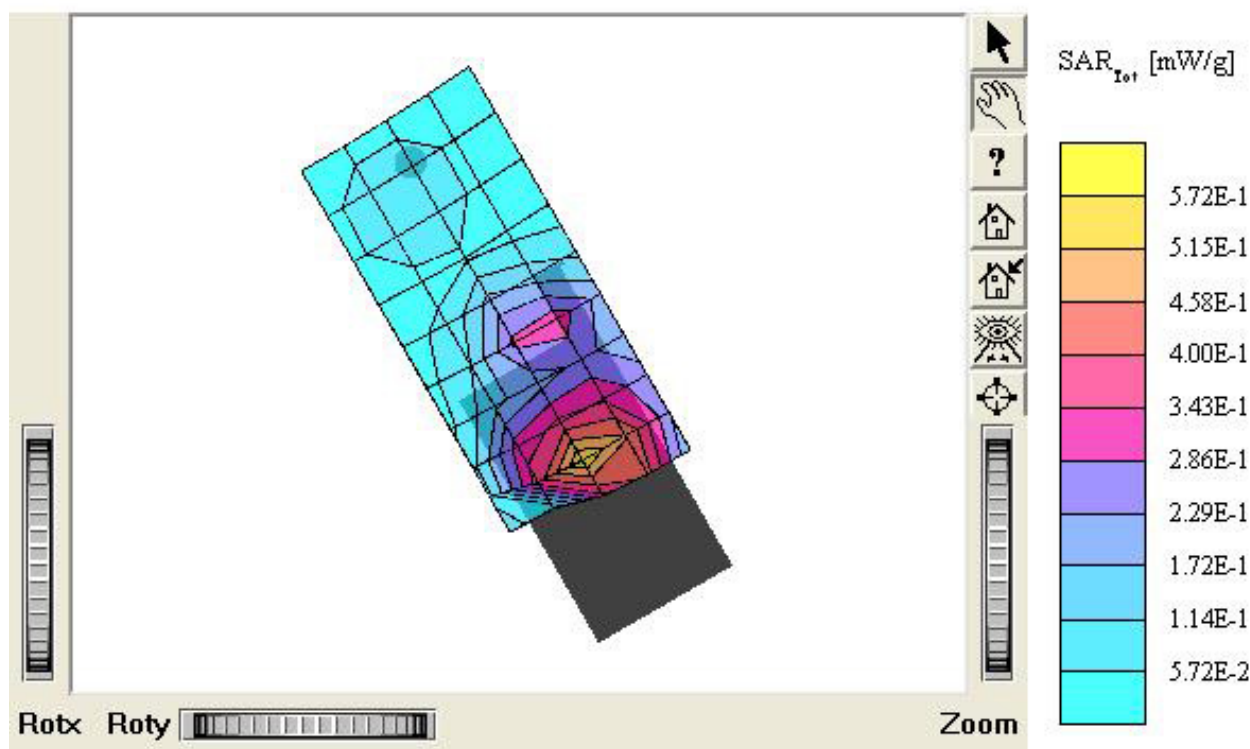 SAR_Tot [mW/g]
?
5.72E-1
5.15E-1
4.58E-1
4.00E-1
3.43E-1
2.86E-1
2.29E-1
1.72E-1
1.14E-1
5.72E-2
Rotx Roty Zoom